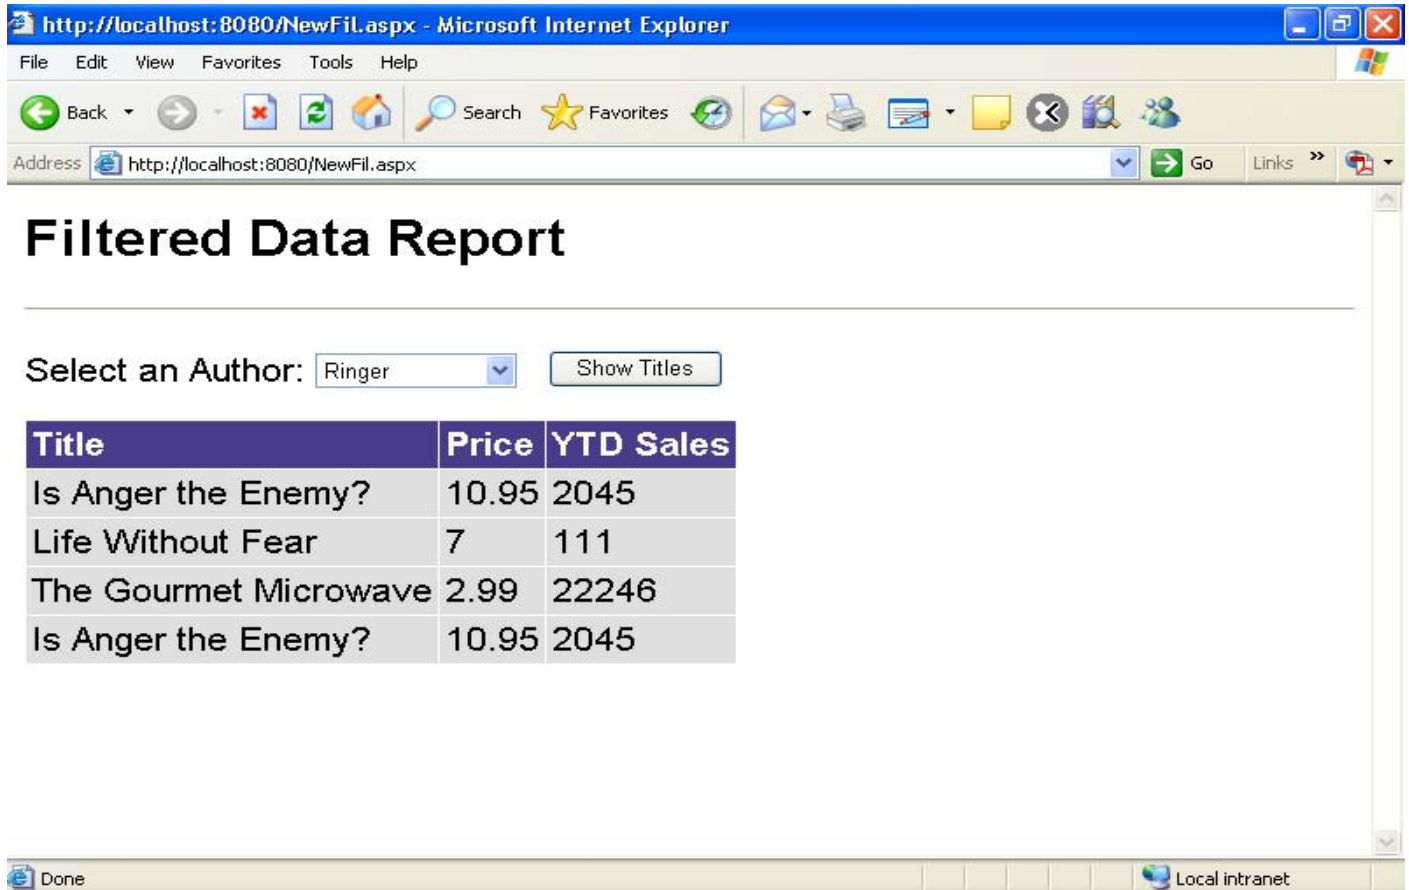 http://localhost:8080/NewFil.aspx - Microsoft Internet Explorer
File Edit View Favorites Tools Help
Back Search Favorites
Address http://localhost:8080/NewFil.aspx Go Links »
Filtered Data Report
Select an Author: Ringer Show Titles
Title Price YTD Sales
Is Anger the Enemy? 10.95 2045
Life Without Fear 7 111
The Gourmet Microwave 2.99 22246
Is Anger the Enemy? 10.95 2045
Done Local intranet